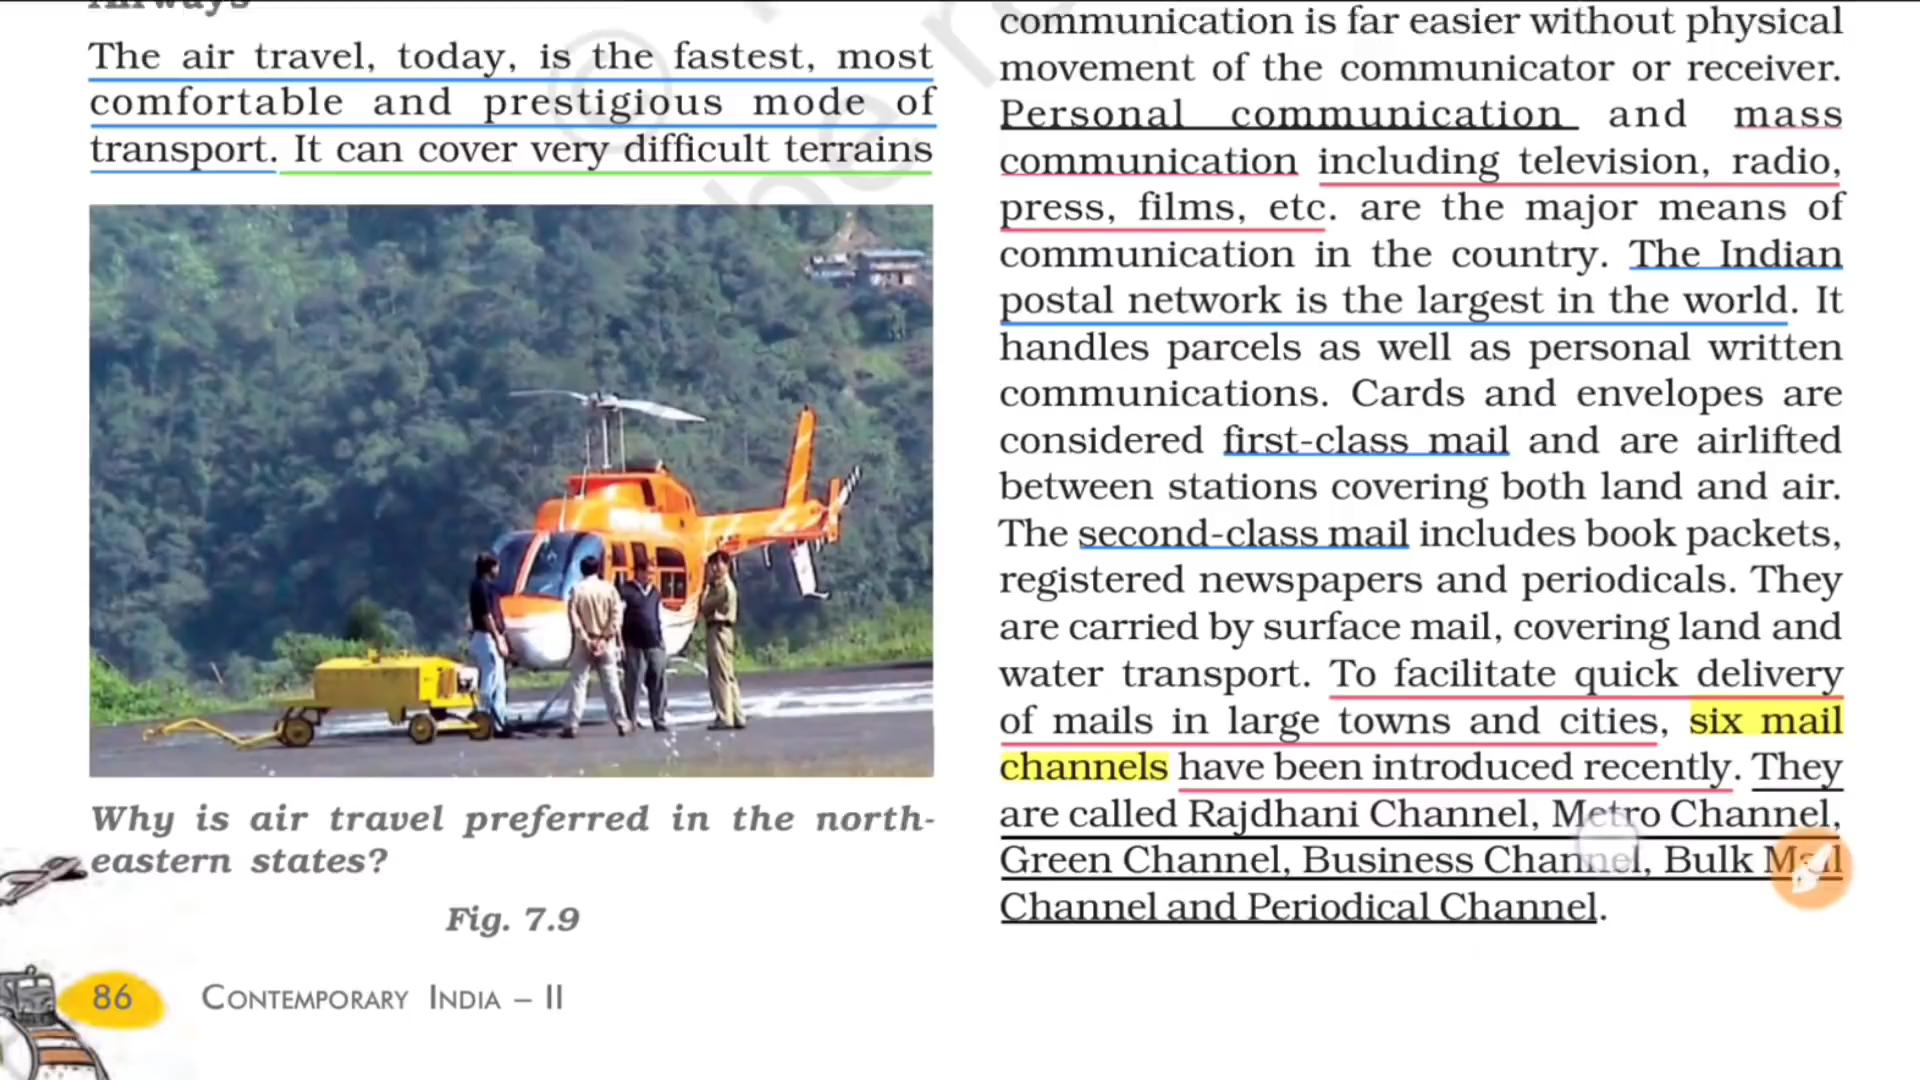 Airways
The air travel, today, is the fastest, most
comfortable and prestigious mode of
transport. It can cover very difficult terrains
Why is air travel preferred in the north-
eastern states?
Fig. 7.9
86 CONTEMPORARY INDIA – II
communication is far easier without physical
movement of the communicator or receiver.
Personal communication and mass
communication including television, radio,
press, films, etc. are the major means of
communication in the country. The Indian
postal network is the largest in the world. It
handles parcels as well as personal written
communications. Cards and envelopes are
considered first-class mail and are airlifted
between stations covering both land and air.
The second-class mail includes book packets,
registered newspapers and periodicals. They
are carried by surface mail, covering land and
water transport. To facilitate quick delivery
of mails in large towns and cities, six mail
channels have been introduced recently. They
are called Rajdhani Channel, Metro Channel,
Green Channel, Business Channel, Bulk Mail
Channel and Periodical Channel.